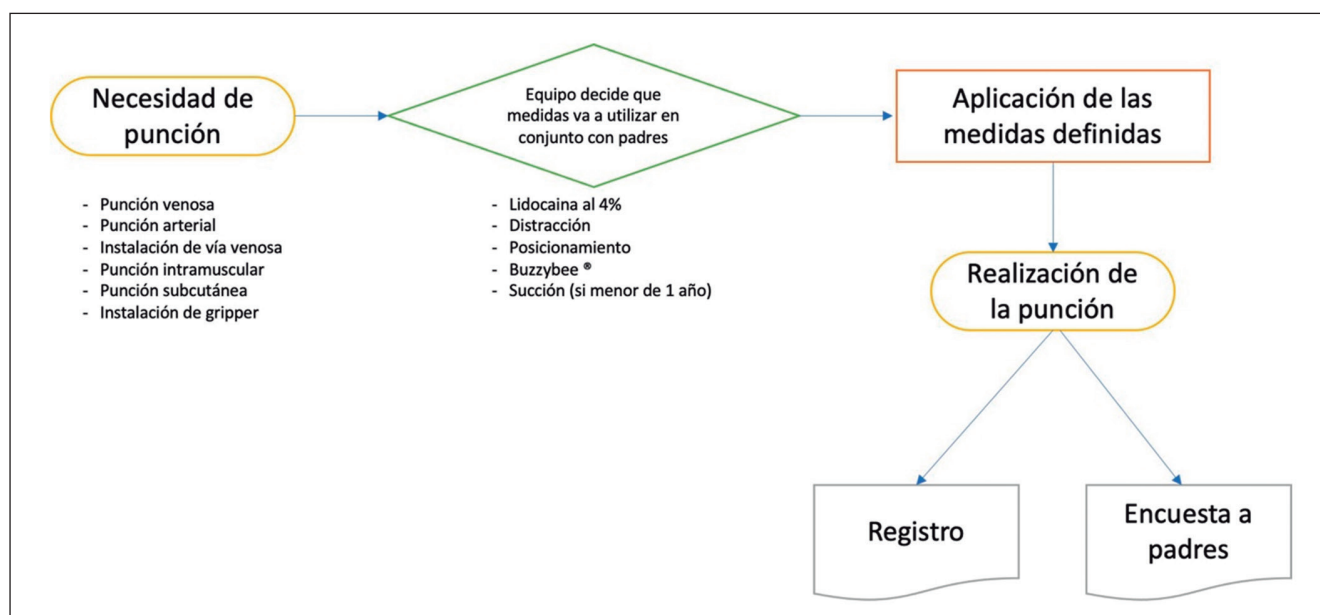 Necesidad de
punción
Equipo decide que
medidas va a utilizar en
conjunto con padres
Aplicación de las
medidas definidas
- Punción venosa
- Punción arterial
- Instalación de vía venosa
- Punción intramuscular
- Punción subcutánea
- Instalación de gripper
- Lidocaina al 4%
- Distracción
- Posicionamiento
- Buzzybee ®
- Succión (si menor de 1 año)
Realización de
la punción
Registro
Encuesta a
padres